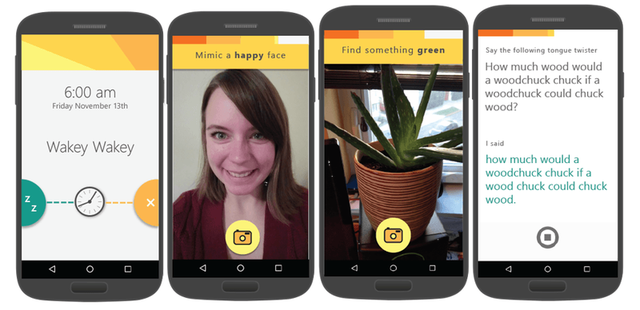 6:00 am
Friday November 13th
Wakey Wakey
Z
Z
Mimic a happy face
Find something green
Say the following tongue twister
How much wood would
a woodchuck chuck if a
woodchuck could chuck
wood?
I said
how much would a
woodchuck chuck if a
wood chuck could chuck
wood.